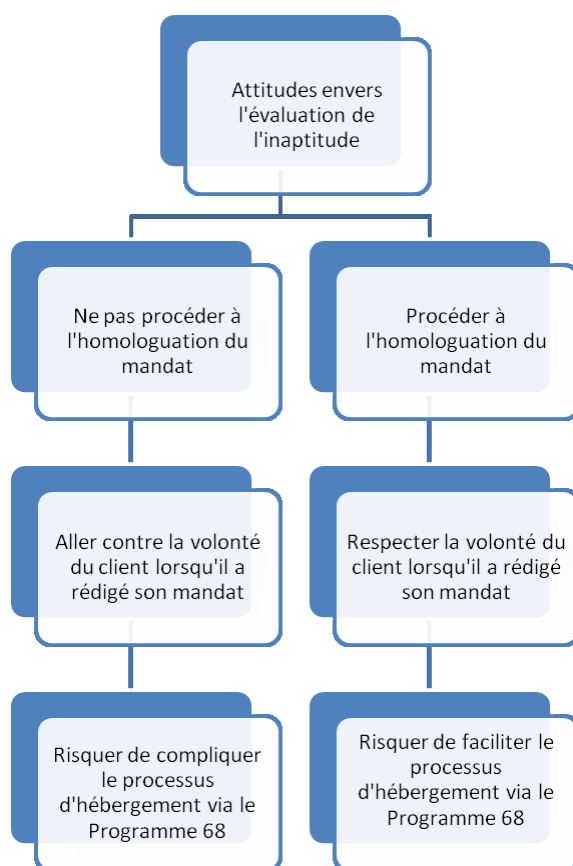 Attitudes envers
l'évaluation de
l'inaptitude
Ne pas procéder à
l'homologuation du
mandat
Procéder à
l'homologuation du
mandat
Aller contre la volonté
du client lorsqu'il a
rédigé son mandat
Respecter la volonté du
client lorsqu'il a rédigé
son mandat
Risquer de compliquer
le processus
d'hébergement via le
Programme 68
Risquer de faciliter le
processus
d'hébergement via le
Programme 68